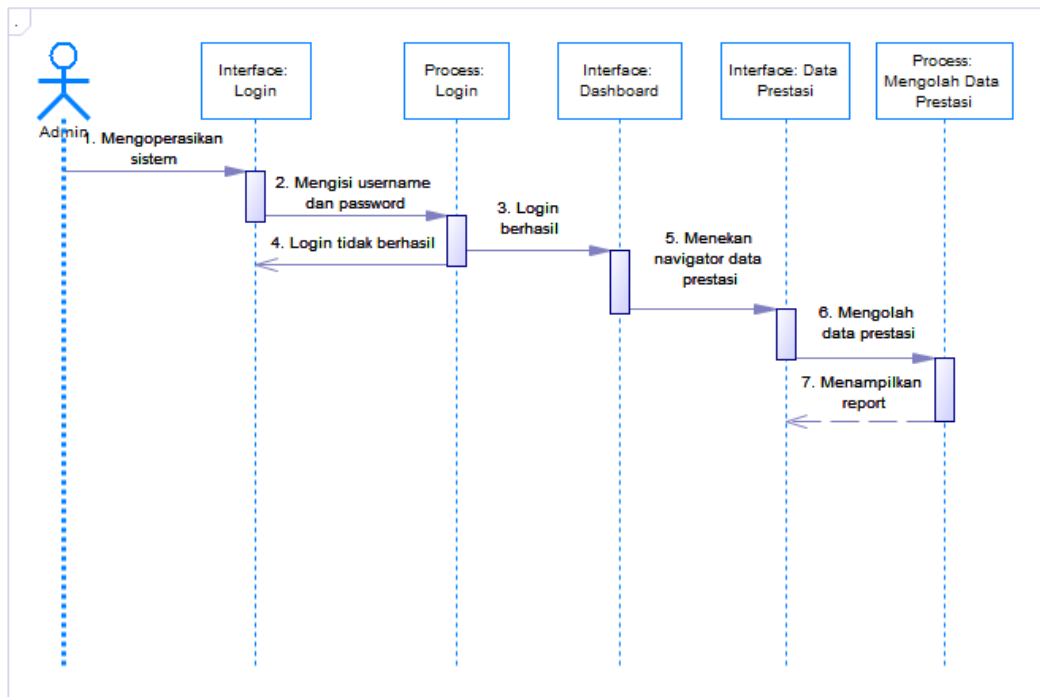 .
Interface:
Login
Process:
Login
Interface:
Dashboard
Interface: Data
Prestasi
Process:
Mengolah Data
Prestasi
Admin
1. Mengoperasikan
sistem
2. Mengisi username
dan password
3. Login
berhasil
4. Login tidak berhasil
5. Menekan
navigator data
prestasi
6. Mengolah
data prestasi
7. Menampilkan
report